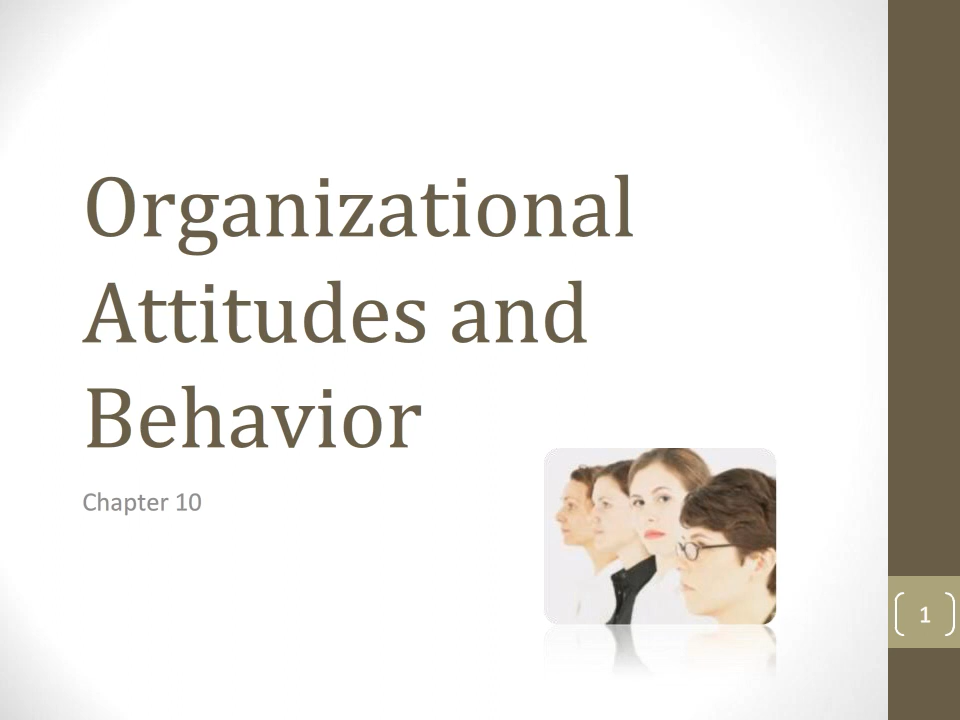 Organizational
Attitudes and
Behavior
Chapter 10
1